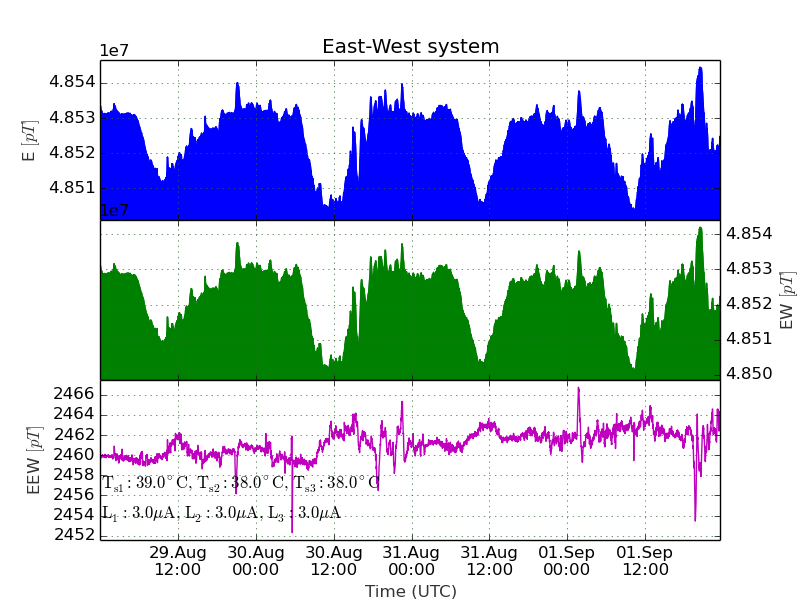 East-West system
1e7
4.854
4.853
4.852
4.851
E [pT]
1e7
4.854
4.853
4.852
4.851
4.850
EW [pT]
2466
2464
2462
2460
2458
2456
2454
2452
EEW [pT]
T_s1 : 39.0°C, T_s2 : 38.0°C, T_s3 : 38.0°C
L_1 : 3.0μA, L_2 : 3.0μA, L_3 : 3.0μA
29.Aug 30.Aug 30.Aug 31.Aug 31.Aug 01.Sep 01.Sep
12:00 00:00 12:00 00:00 12:00 00:00 12:00
Time (UTC)